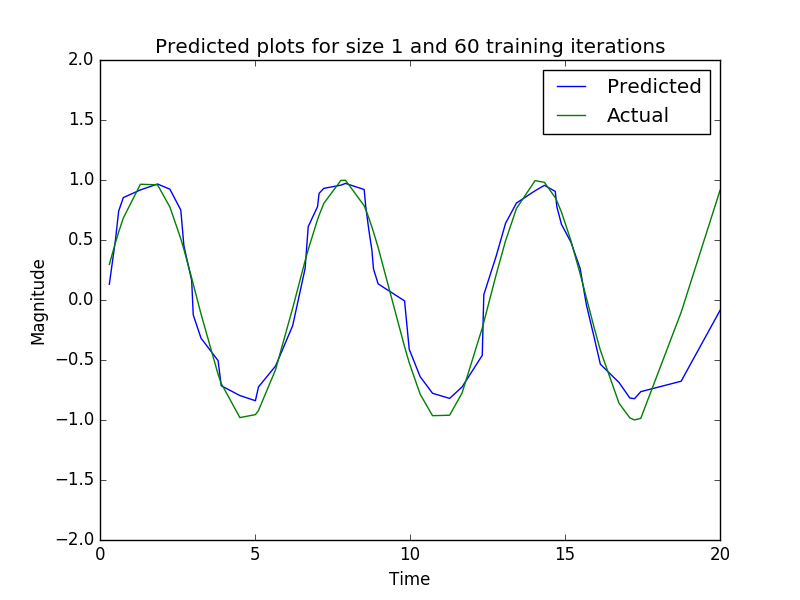 Predicted plots for size 1 and 60 training iterations
2.0
1.5
1.0
0.5
0.0
−0.5
−1.0
−1.5
−2.0
Magnitude
Predicted
Actual
0 5 10 15 20
Time